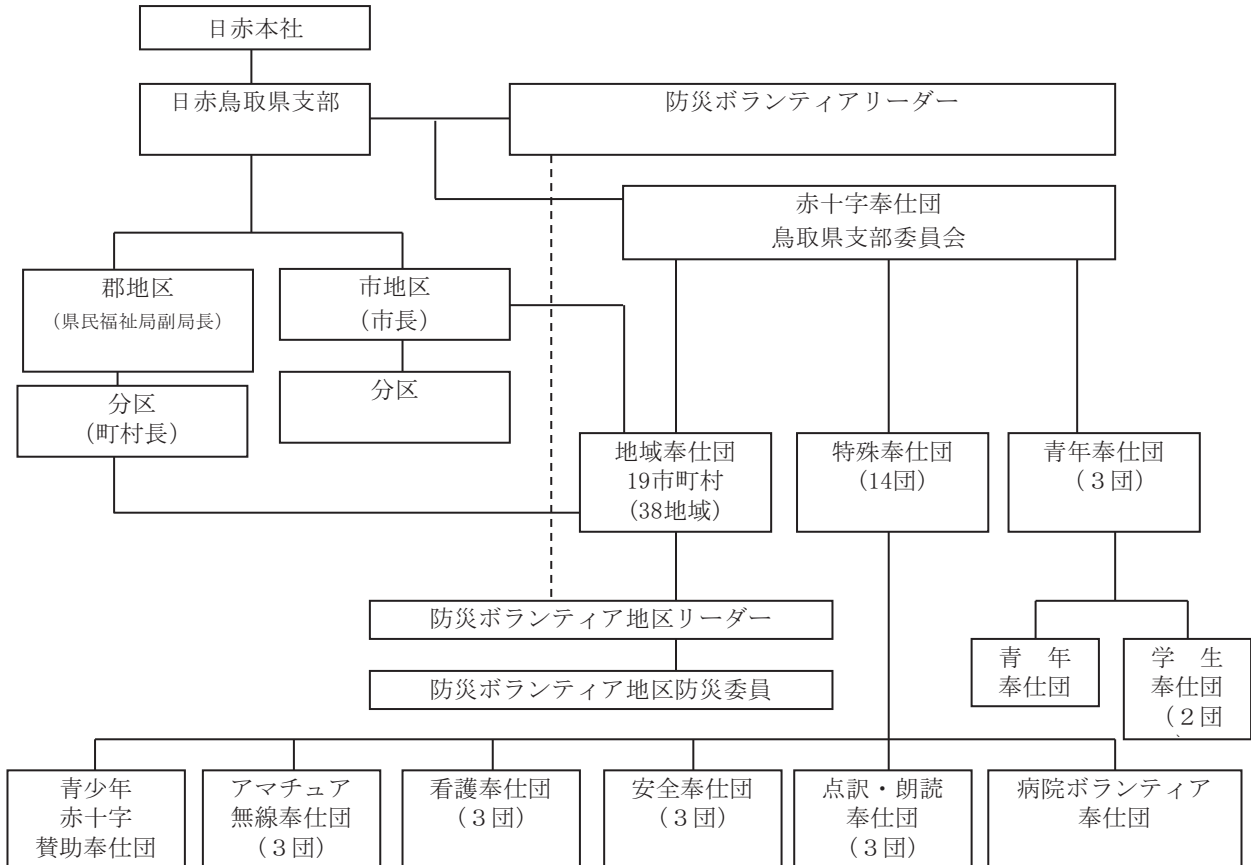 日赤本社
日赤鳥取県支部
防災ボランティアリーダー
赤十字奉仕団
鳥取県支部委員会
郡地区
（県民福祉局副局長）
市地区
（市長）
分区
（町村長）
分区
地域奉仕団
19市町村
（38地域）
特殊奉仕団
（14団）
青年奉仕団
（３団）
防災ボランティア地区リーダー
防災ボランティア地区防災委員
青　年
奉仕団
学　生
奉仕団
（２団
青少年
赤十字
賛助奉仕団
アマチュア
無線奉仕団
（３団）
看護奉仕団
（３団）
安全奉仕団
（３団）
点訳・朗読
奉仕団
（３団）
病院ボランティア
奉仕団